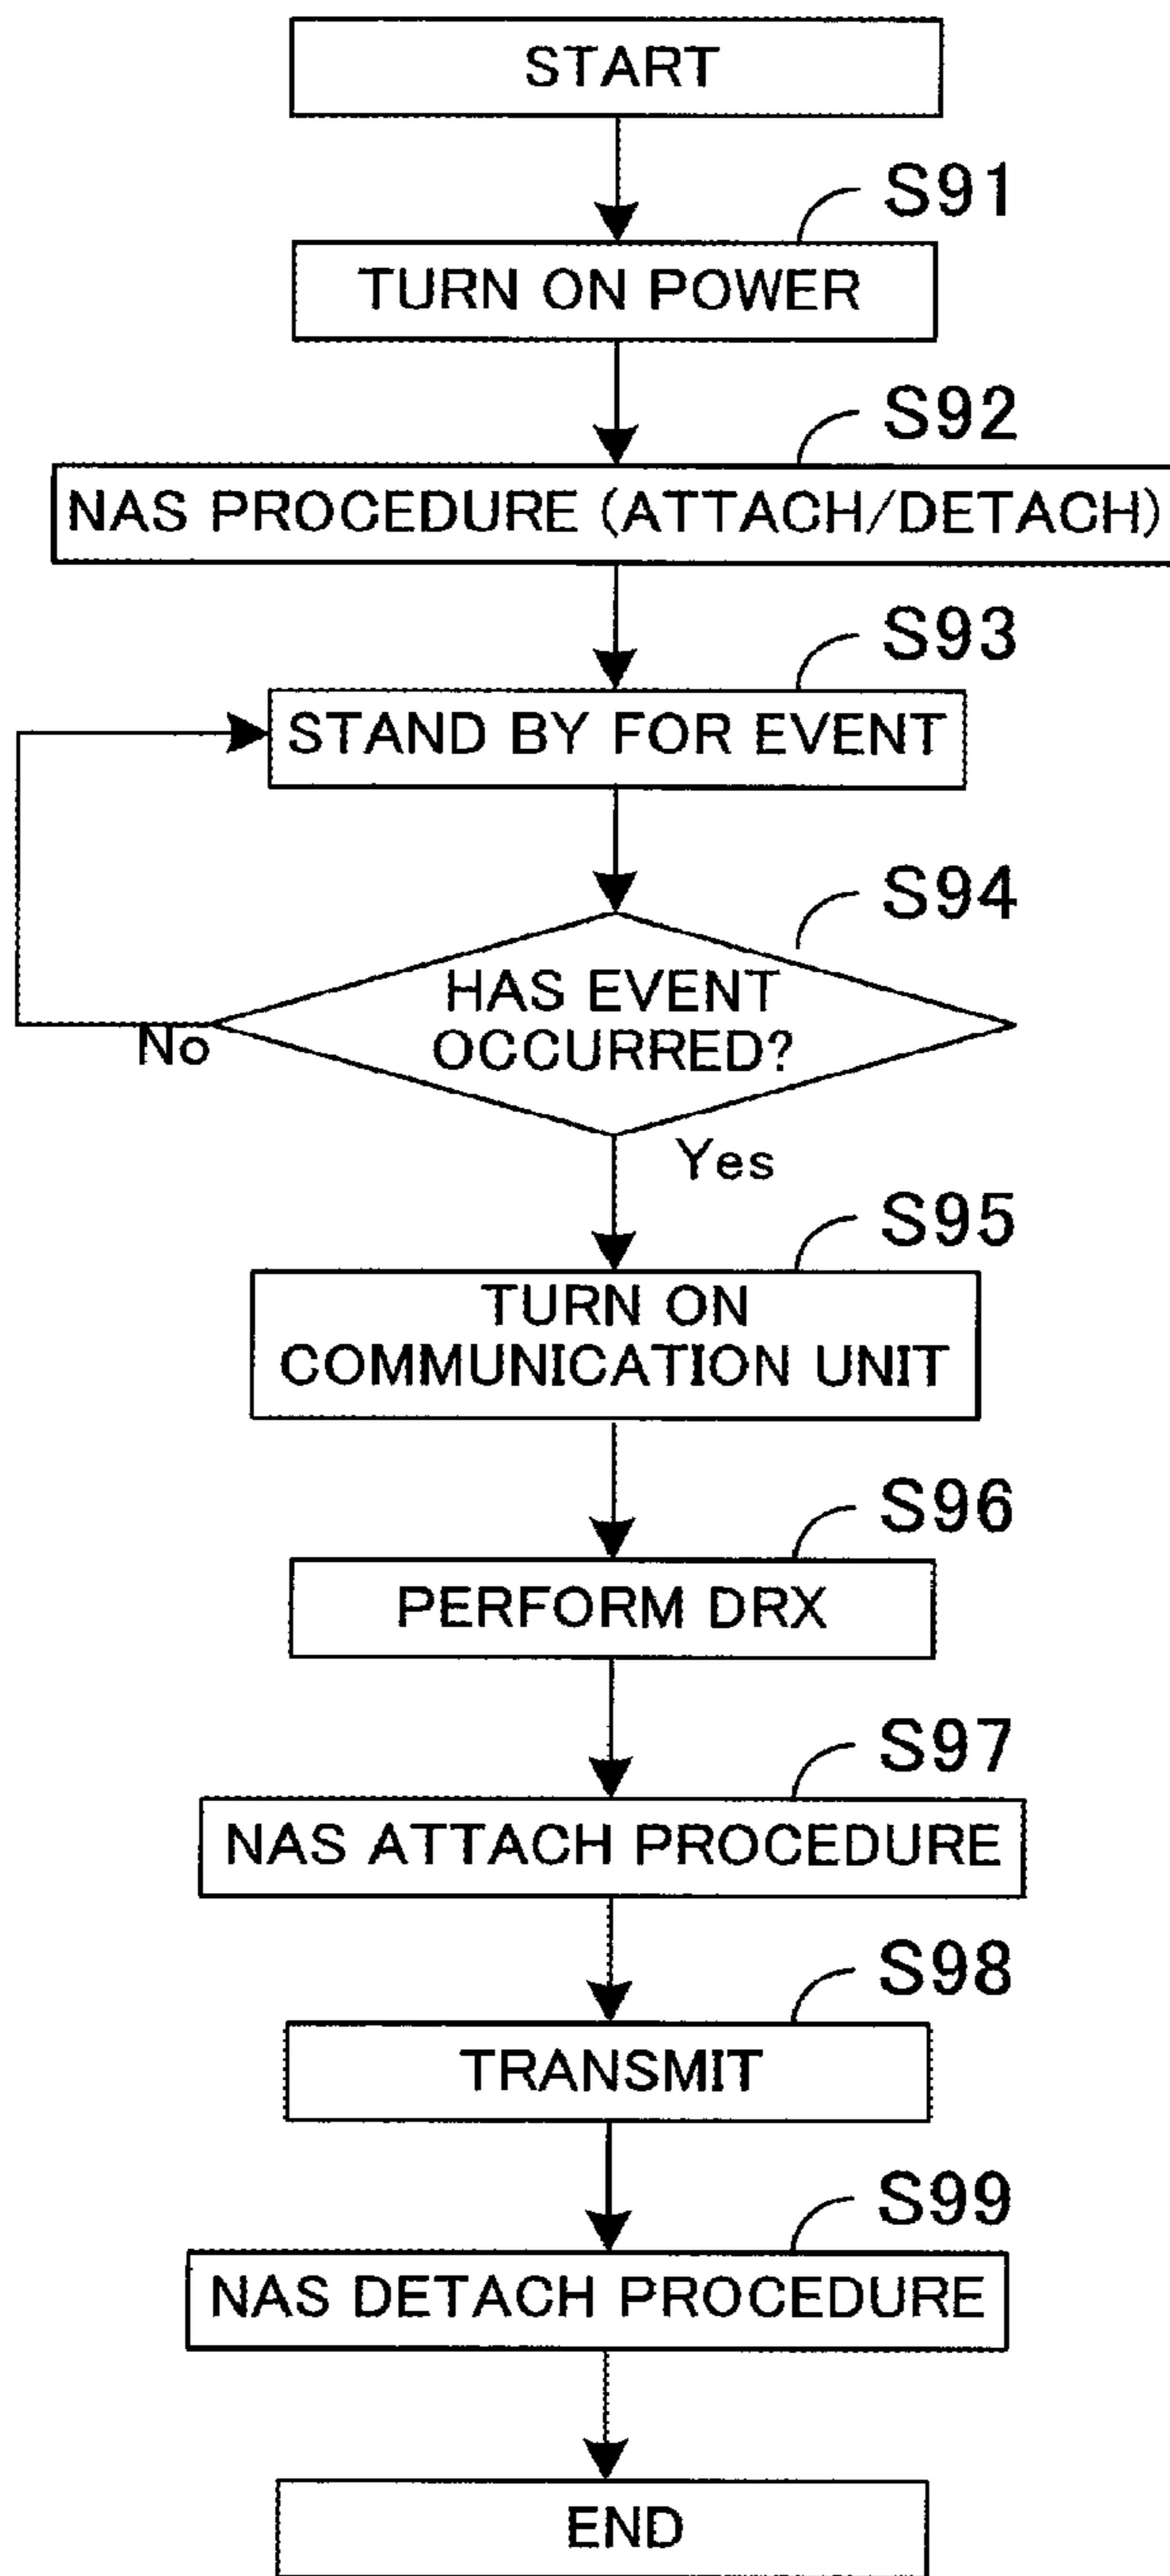 START
S91
TURN ON POWER
S92
NAS PROCEDURE (ATTACH/DETACH)
S93
STAND BY FOR EVENT
S94
HAS EVENT
OCCURRED?
No
Yes
S95
TURN ON
COMMUNICATION UNIT
S96
PERFORM DRX
S97
NAS ATTACH PROCEDURE
S98
TRANSMIT
S99
NAS DETACH PROCEDURE
END